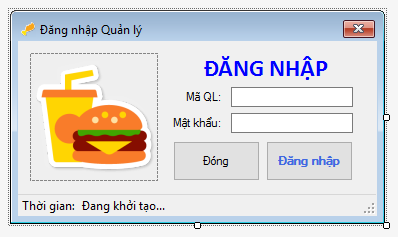 Đăng nhập Quản lý
ĐĂNG NHẬP
Mã QL:
Mật khẩu:
Đóng
Đăng nhập
Thời gian: Đang khởi tạo...